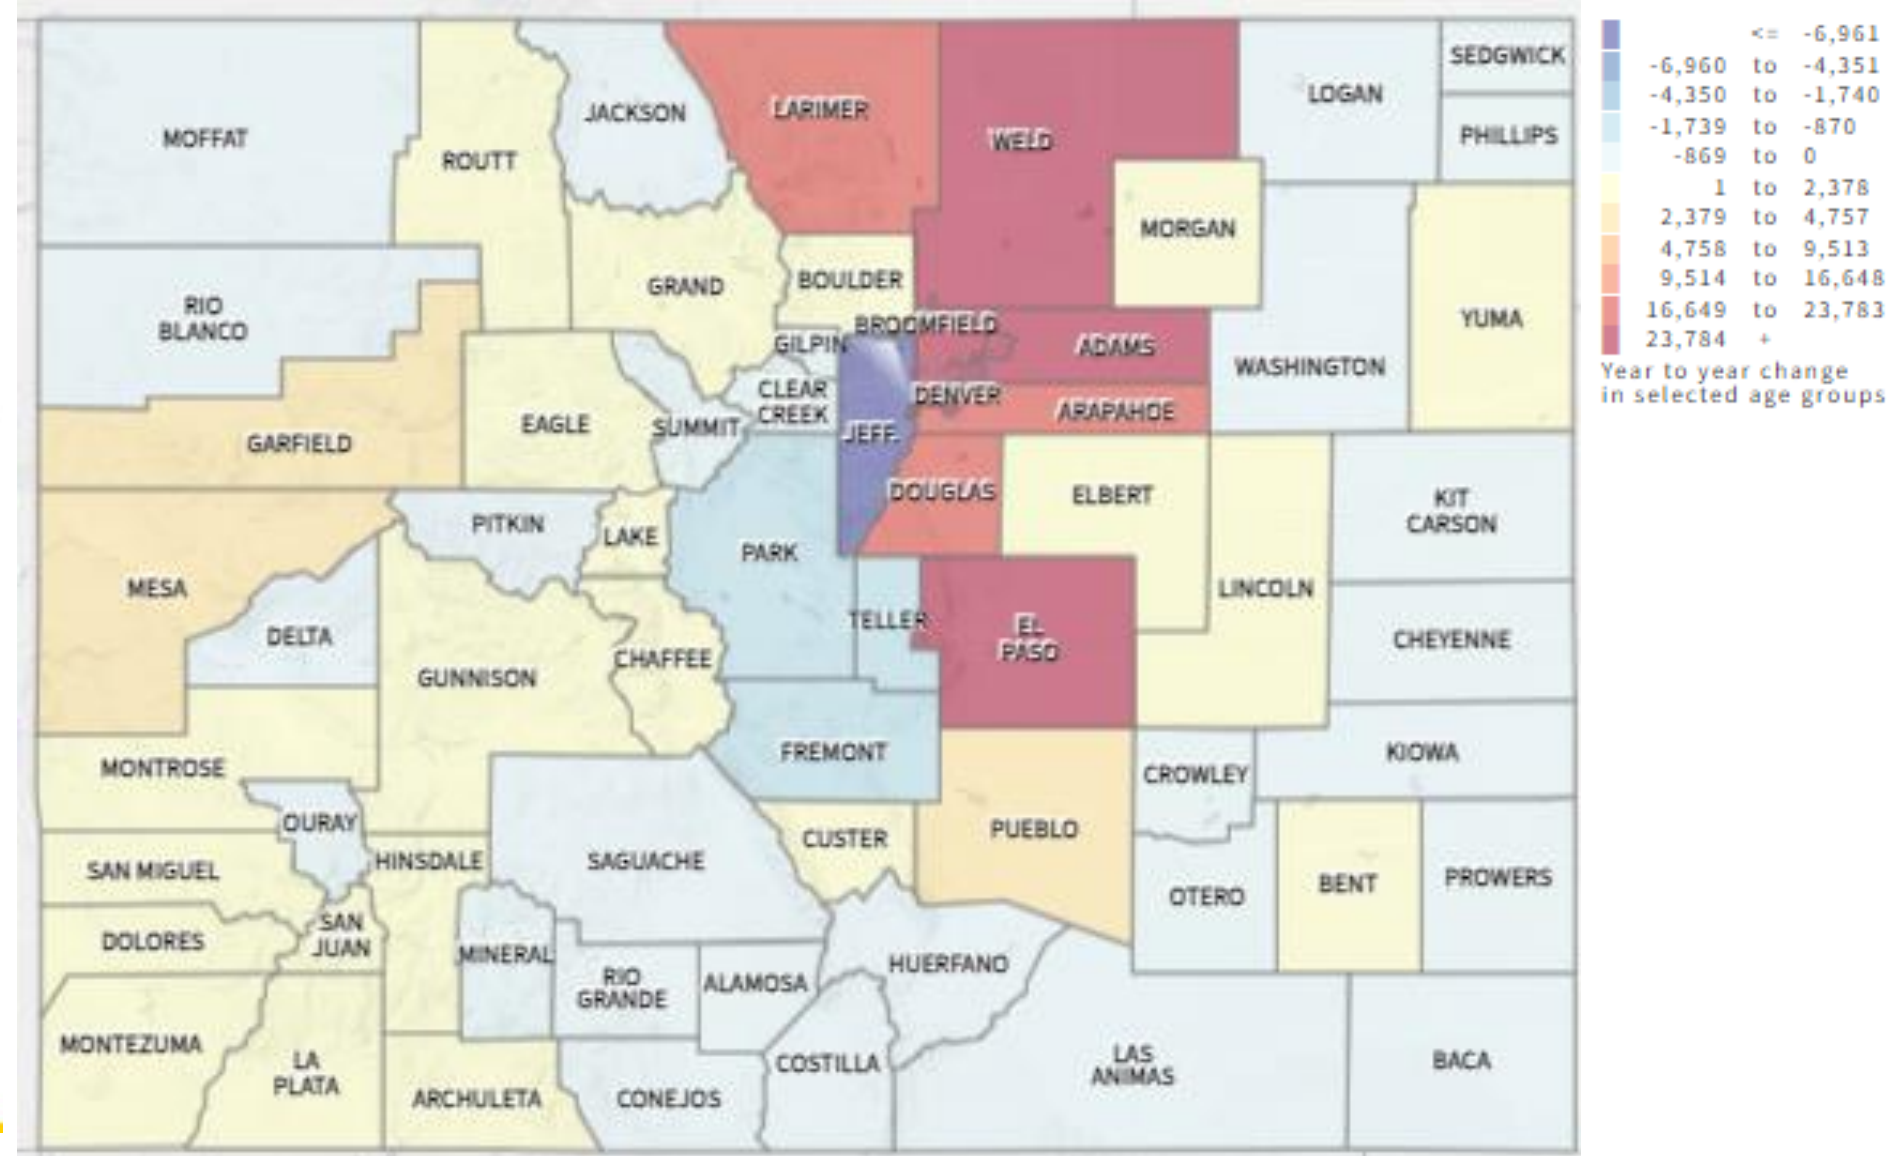 MOFFAT
ROUTT
JACKSON
LARIMER
WELD
LOGAN
SEDGWICK
PHILLIPS
MORGAN
YUMA
WASHINGTON
RIO
BLANCO
GRAND
BOULDER
BROOMFIELD
GILPIN
ADAMS
CLEAR
CREEK
DENVER
ARAPAHOE
JEFF.
GARFIELD
EAGLE
SUMMIT
DOUGLAS
ELBERT
KIT
CARSON
PITKIN
LAKE
PARK
MESA
DELTA
LINCOLN
TELLER
EL
PASO
CHEYENNE
GUNNISON
CHAFFEE
FREMONT
KIOWA
MONTROSE
CROWLEY
OURAY
CUSTER
PUEBLO
SAN MIGUEL
HINSDALE
SAGUACHE
OTERO
BENT
PROWERS
DOLORES
SAN
JUAN
MINERAL
RIO
GRANDE
ALAMOSA
HUERFANO
MONTEZUMA
LA
PLATA
ARCHULETA
CONEJOS
COSTILLA
LAS
ANIMAS
BACA
<= -6,961
-6,960 to -4,351
-4,350 to -1,740
-1,739 to -870
-869 to 0
1 to 2,378
2,379 to 4,757
4,758 to 9,513
9,514 to 16,648
16,649 to 23,783
23,784 +
Year to year change
in selected age groups